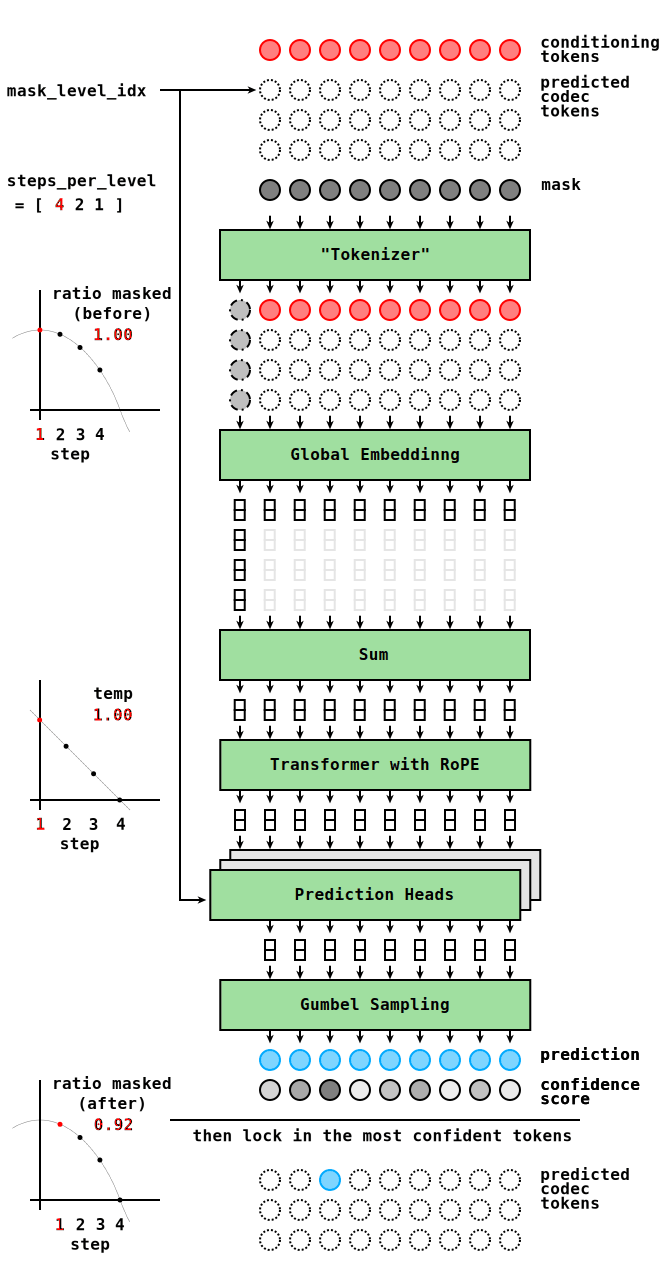 conditioning
tokens
mask_level_idx
predicted
codec
tokens
steps_per_level
= [ 4 2 1 ]
mask
"Tokenizer"
ratio masked
(before)
1.00
1 2 3 4
step
Global Embeddinng
Sum
temp
1.00
1 2 3 4
step
Transformer with RoPE
Prediction Heads
Gumbel Sampling
prediction
confidence
score
ratio masked
(after)
0.92
1 2 3 4
step
then lock in the most confident tokens
predicted
codec
tokens